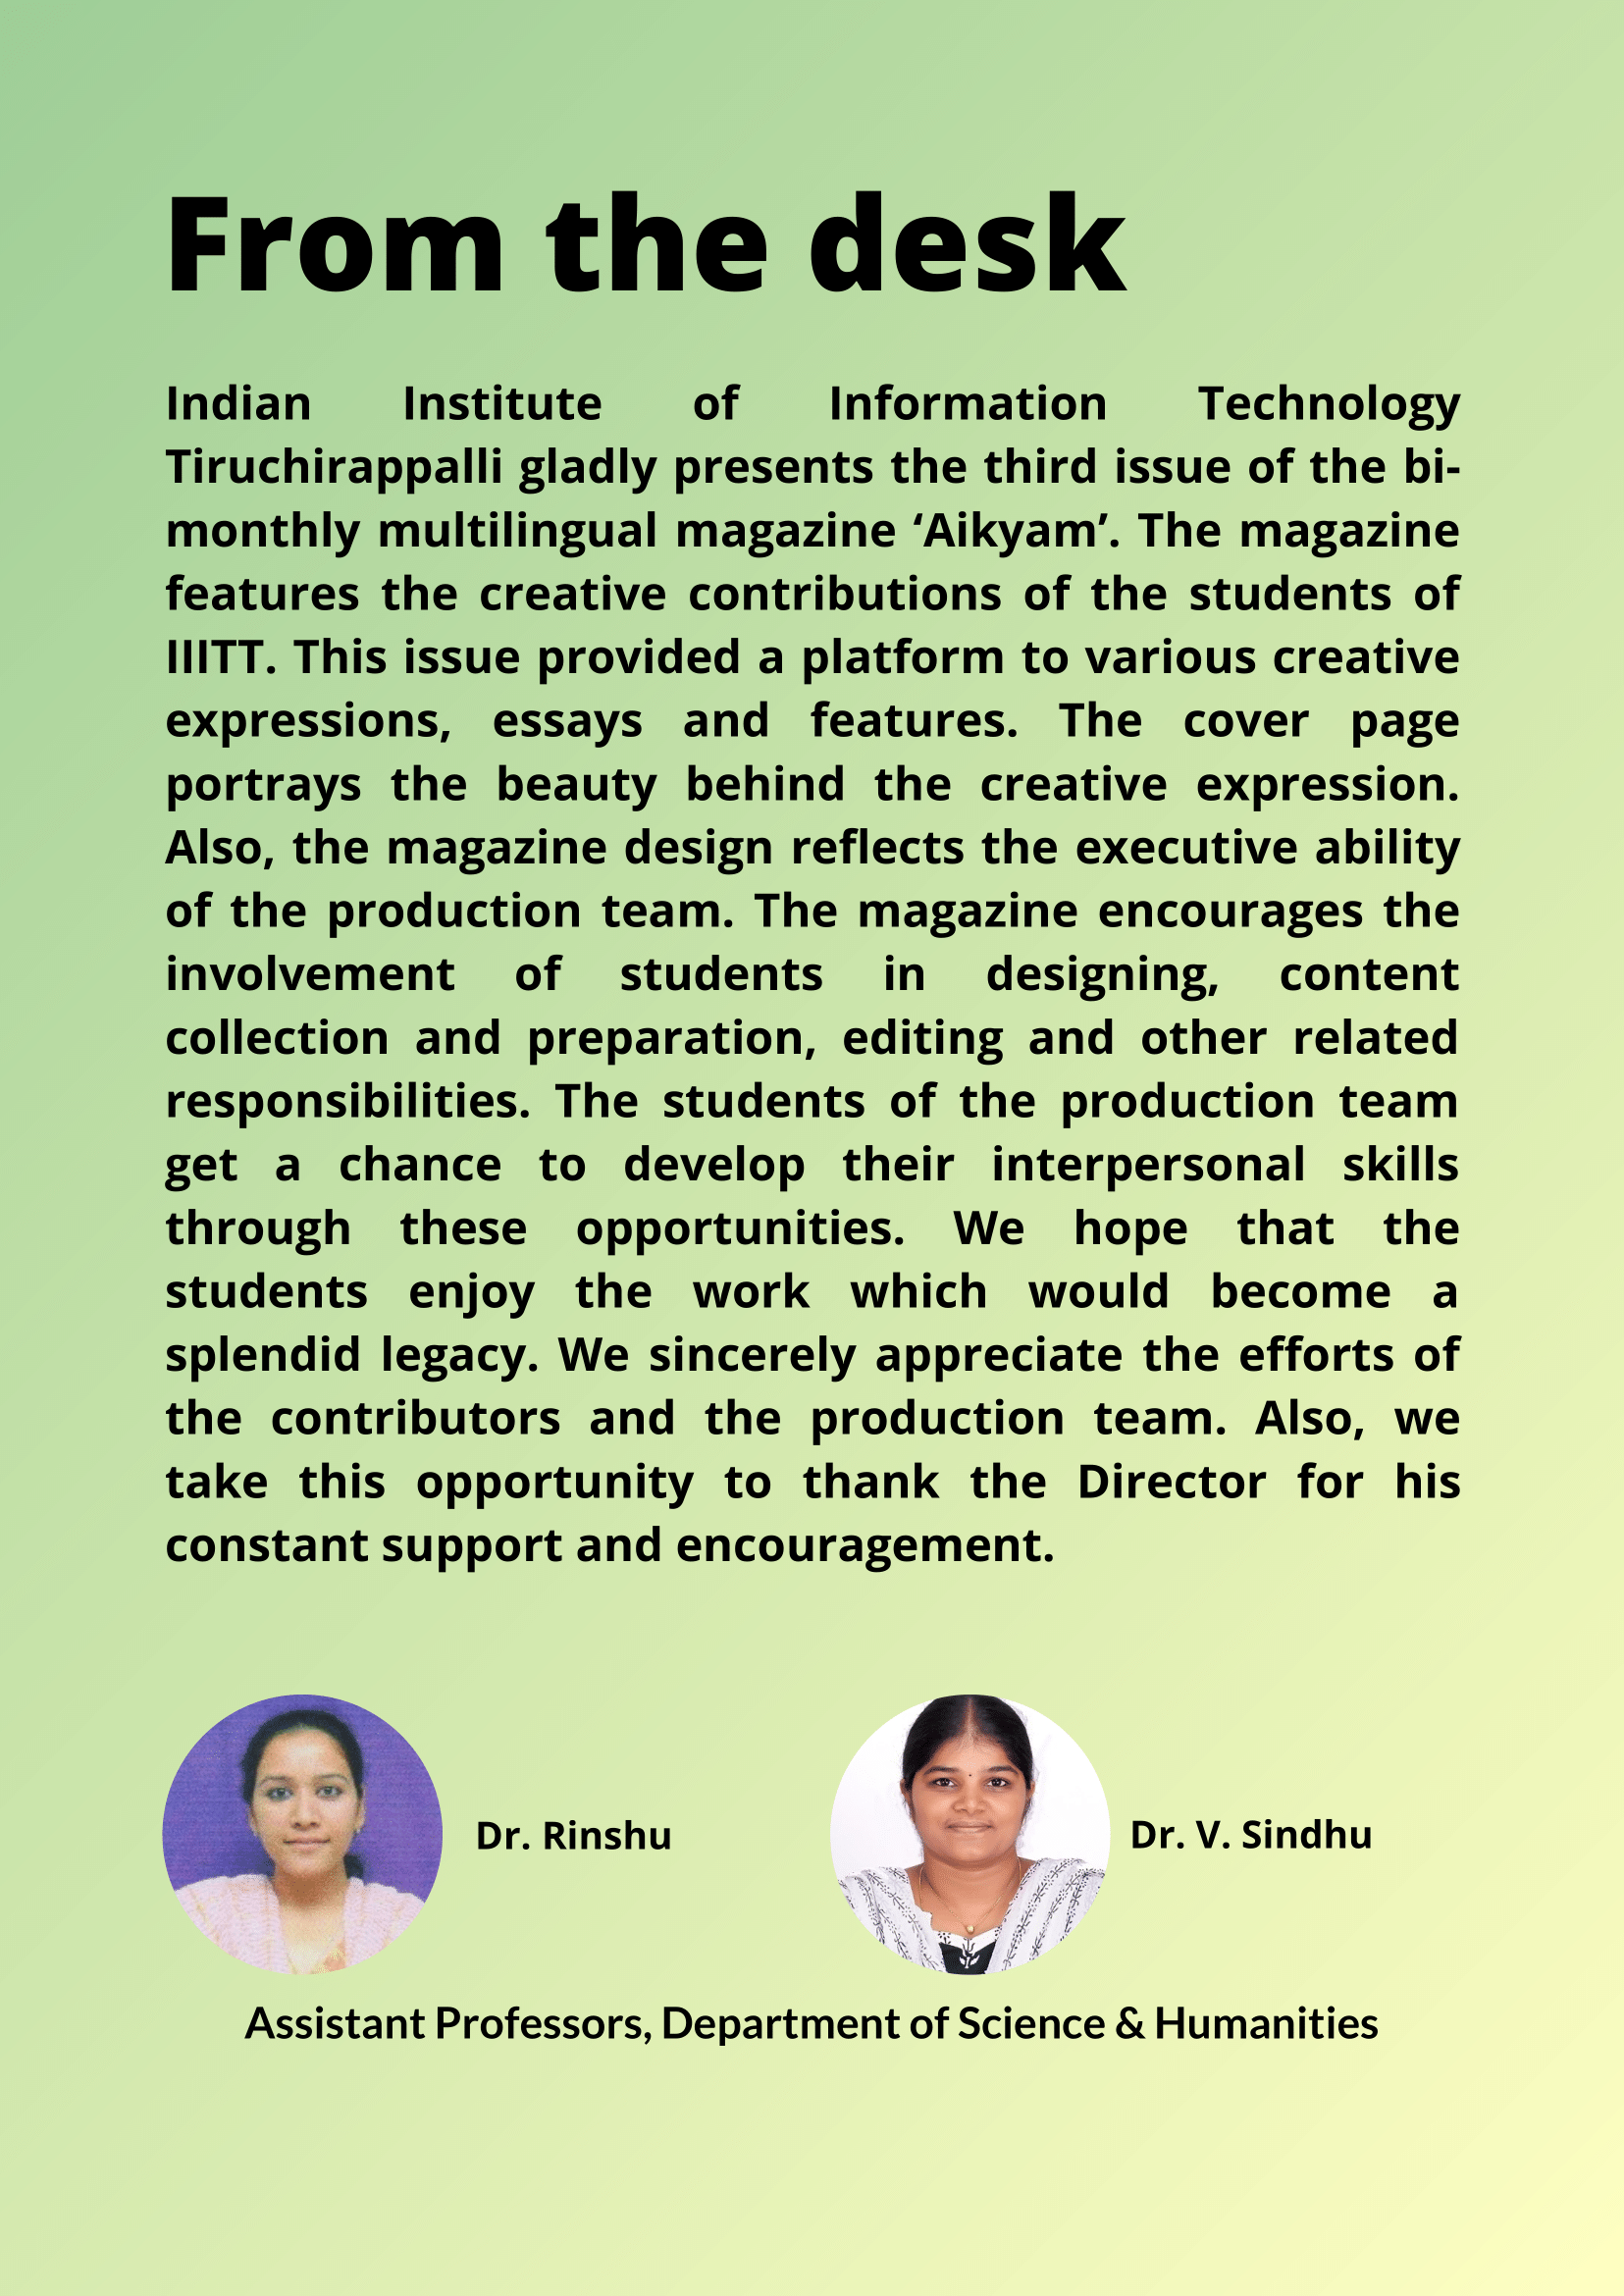 From the desk
Indian Institute of Information Technology
Tiruchirappalli gladly presents the third issue of the bi-
monthly multilingual magazine ‘Aikyam’. The magazine
features the creative contributions of the students of
IIITT. This issue provided a platform to various creative
expressions, essays and features. The cover page
portrays the beauty behind the creative expression.
Also, the magazine design reflects the executive ability
of the production team. The magazine encourages the
involvement of students in designing, content
collection and preparation, editing and other related
responsibilities. The students of the production team
get a chance to develop their interpersonal skills
through these opportunities. We hope that the
students enjoy the work which would become a
splendid legacy. We sincerely appreciate the efforts of
the contributors and the production team. Also, we
take this opportunity to thank the Director for his
constant support and encouragement.
Dr. Rinshu
Dr. V. Sindhu
Assistant Professors, Department of Science & Humanities